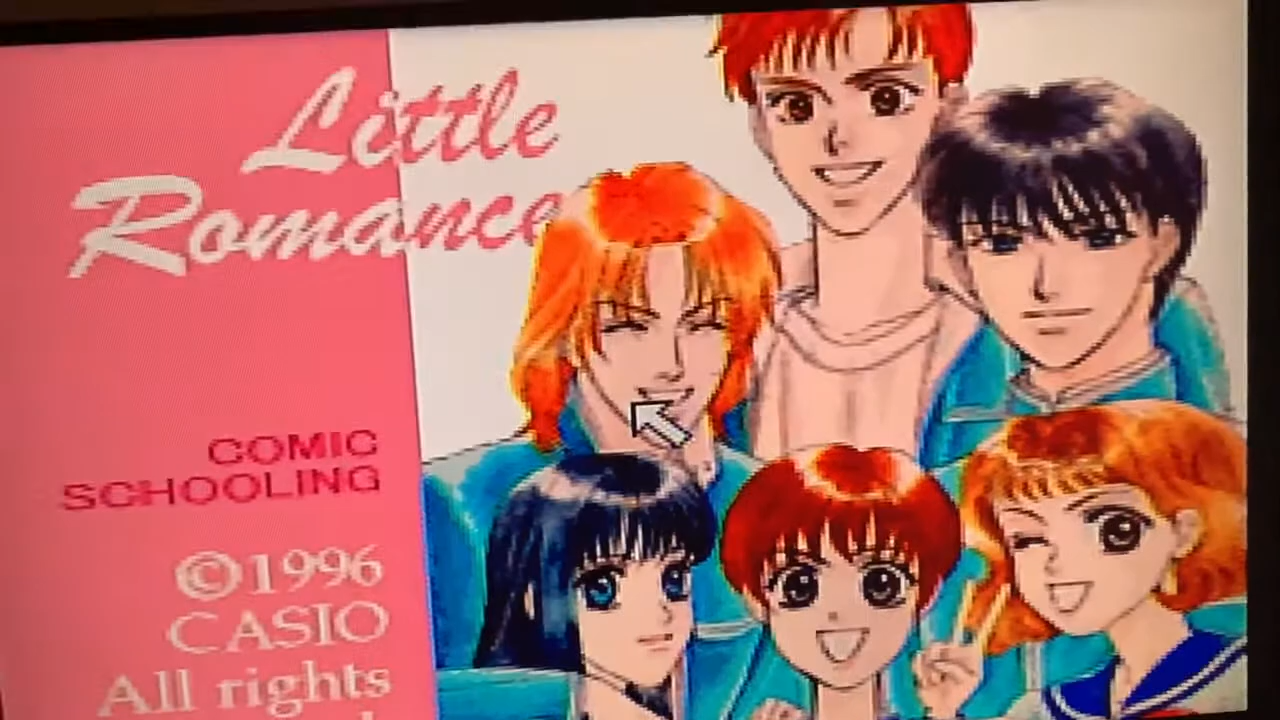 Little
Romance
COMIC
SCHOOLING
©1996
CASIO
All rights